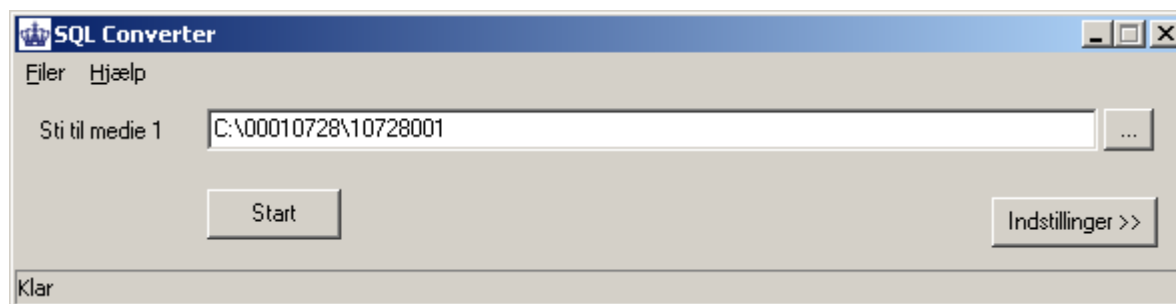 SQL Converter
Filer Hjælp
Sti til medie 1 C:\00010728\10728001 ...
Start
Indstillinger >>
Klar